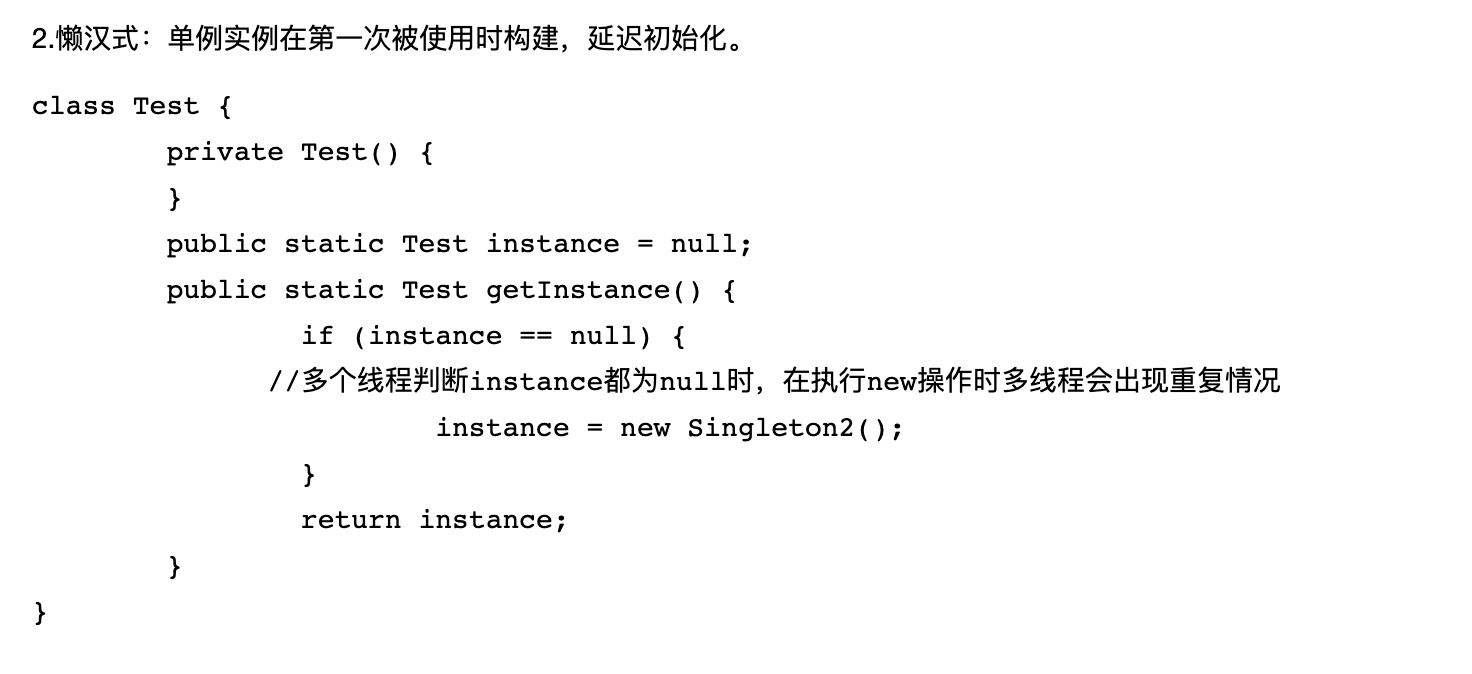 2.懒汉式：单例实例在第一次被使用时构建，延迟初始化。
class Test {
        private Test() {
        }
        public static Test instance = null;
        public static Test getInstance() {
                if (instance == null) {
              //多个线程判断instance都为null时，在执行new操作时多线程会出现重复情况
                        instance = new Singleton2();
                }
                return instance;
        }
}